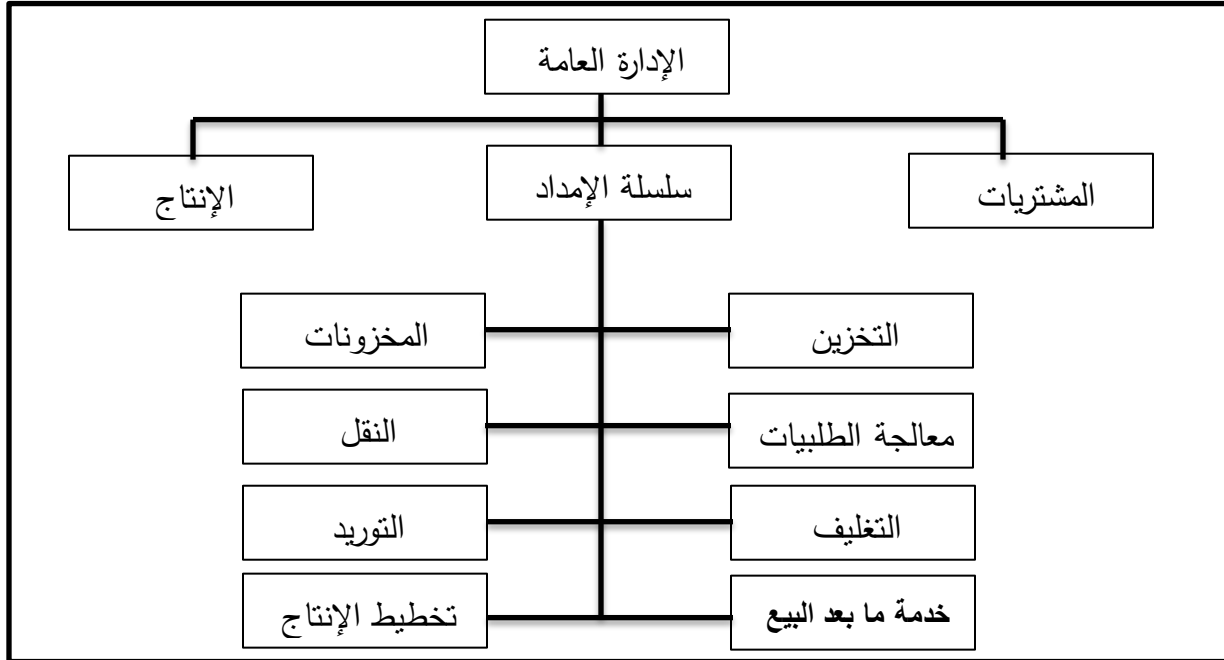 الإدارة العامة
المشتريات
سلسلة الإمداد
الإنتاج
التخزين
المخزونات
معالجة الطلبيات
النقل
التغليف
التوريد
خدمة ما بعد البيع
تخطيط الإنتاج